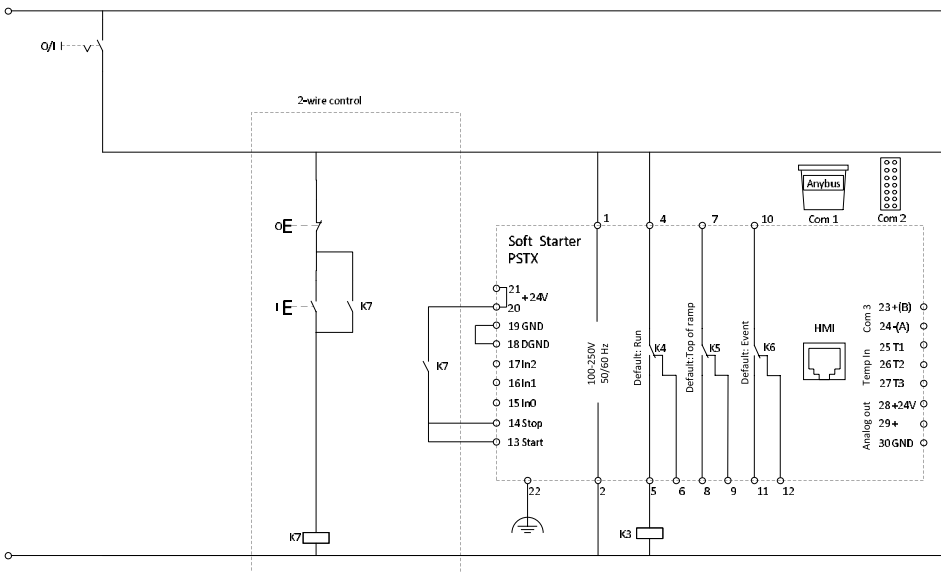 O/I
2-wire control
Anybus
Com 1
Com 2
1
4
7
10
O
Soft Starter
PSTX
21
+24V
20
I
K7
19 GND
18 DGND
17 In2
16 In1
15 In0
14 Stop
13 Start
K7
100-250V
50/60 Hz
Default: Run
K4
Default:Top of ramp
K5
Default: Event
K6
HMI
Com 3
23 +(B)
24 -(A)
Temp In
25 T1
26 T2
27 T3
Analog out
28 +24V
29 +
30 GND
22
2
5
6
8
9
11
12
K7
K3